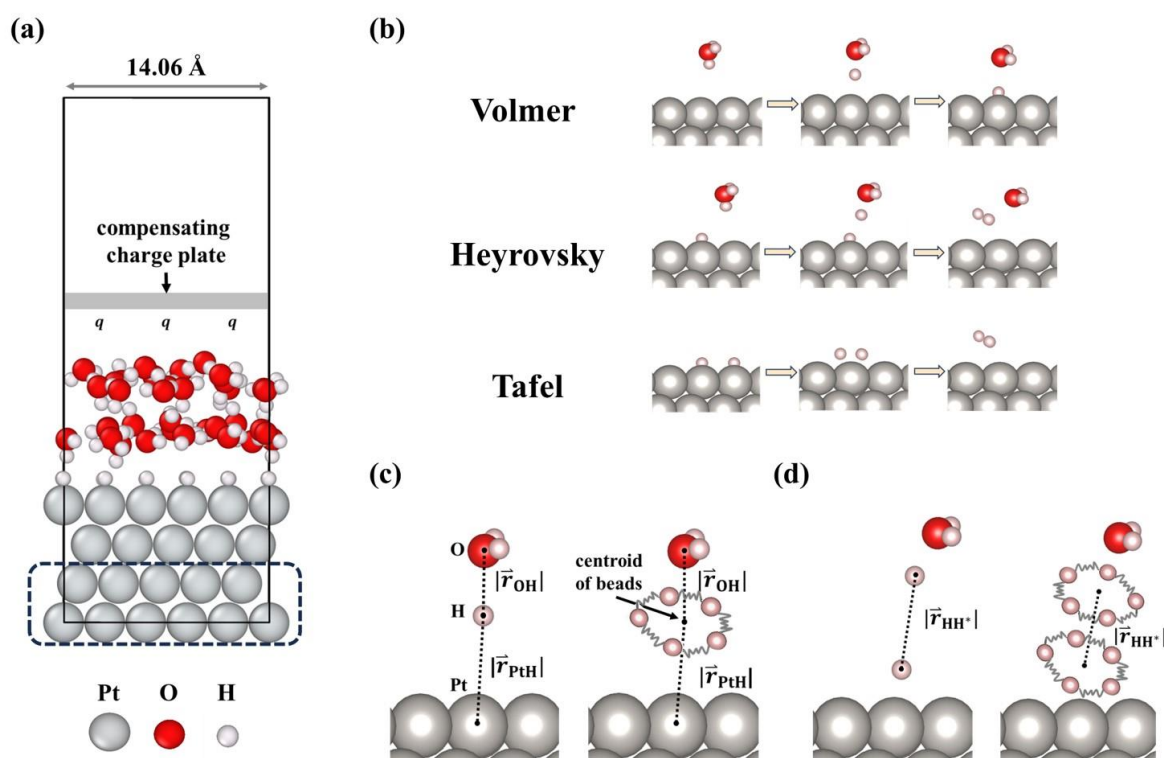 (a)
14.06 Å
compensating
charge plate
q q q
Pt O H
(b)
Volmer
Heyrovsky
Tafel
(c)
O
|r⃗OH|
H
|r⃗PtH|
Pt
centroid
of beads
|r⃗OH|
|r⃗PtH|
(d)
|r⃗HH*|
|r⃗HH*|